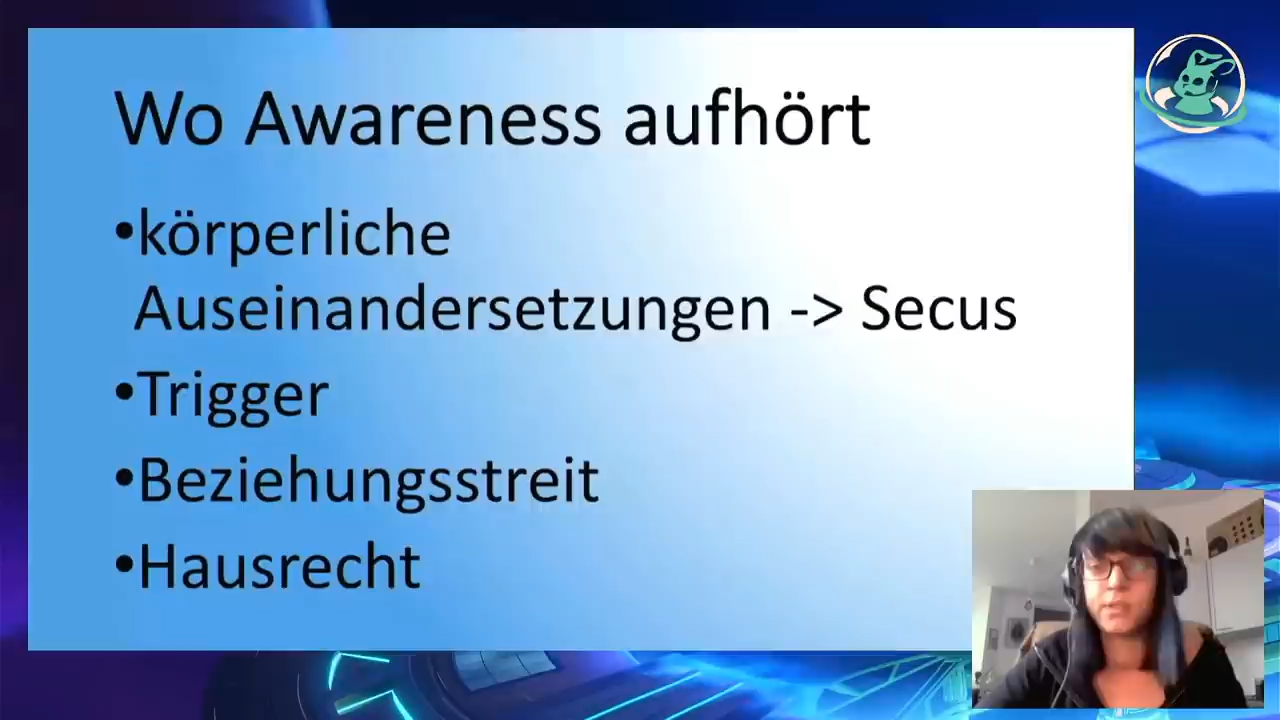 Wo Awareness aufhört
•körperliche
Auseinandersetzungen -> Secus
•Trigger
•Beziehungsstreit
•Hausrecht